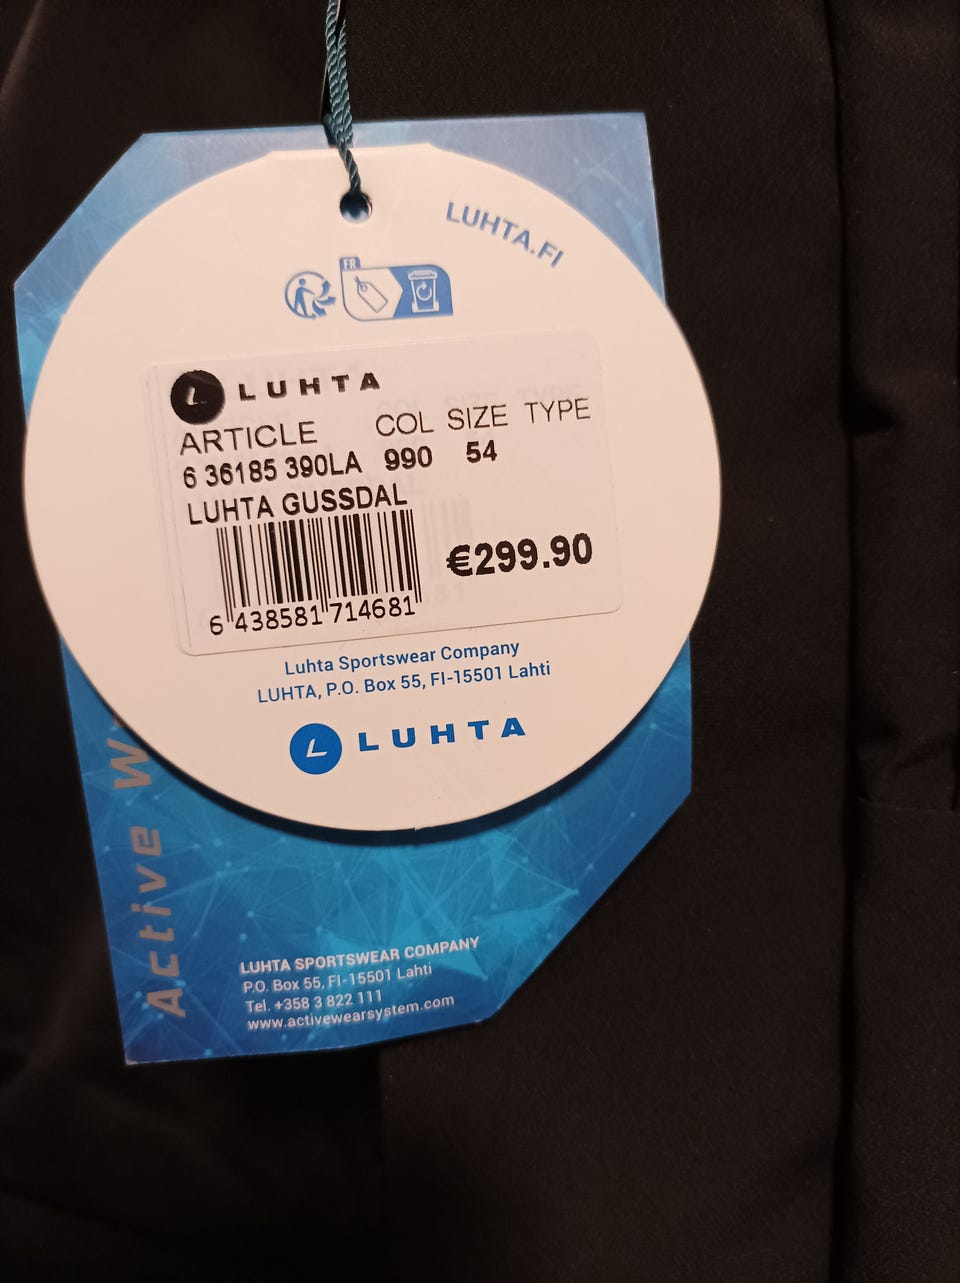 LUHTA.FI
FR
LUHTA
ARTICLE COL SIZE TYPE
6 36185 390LA 990 54
LUHTA GUSSDAL
€299.90
6 438581 714681
Luhta Sportswear Company
LUHTA, P.O. Box 55, FI-15501 Lahti
LUHTA
Active
LUHTA SPORTSWEAR COMPANY
P.O. Box 55, FI-15501 Lahti
Tel. +358 3 822 111
www.activewearsystem.com